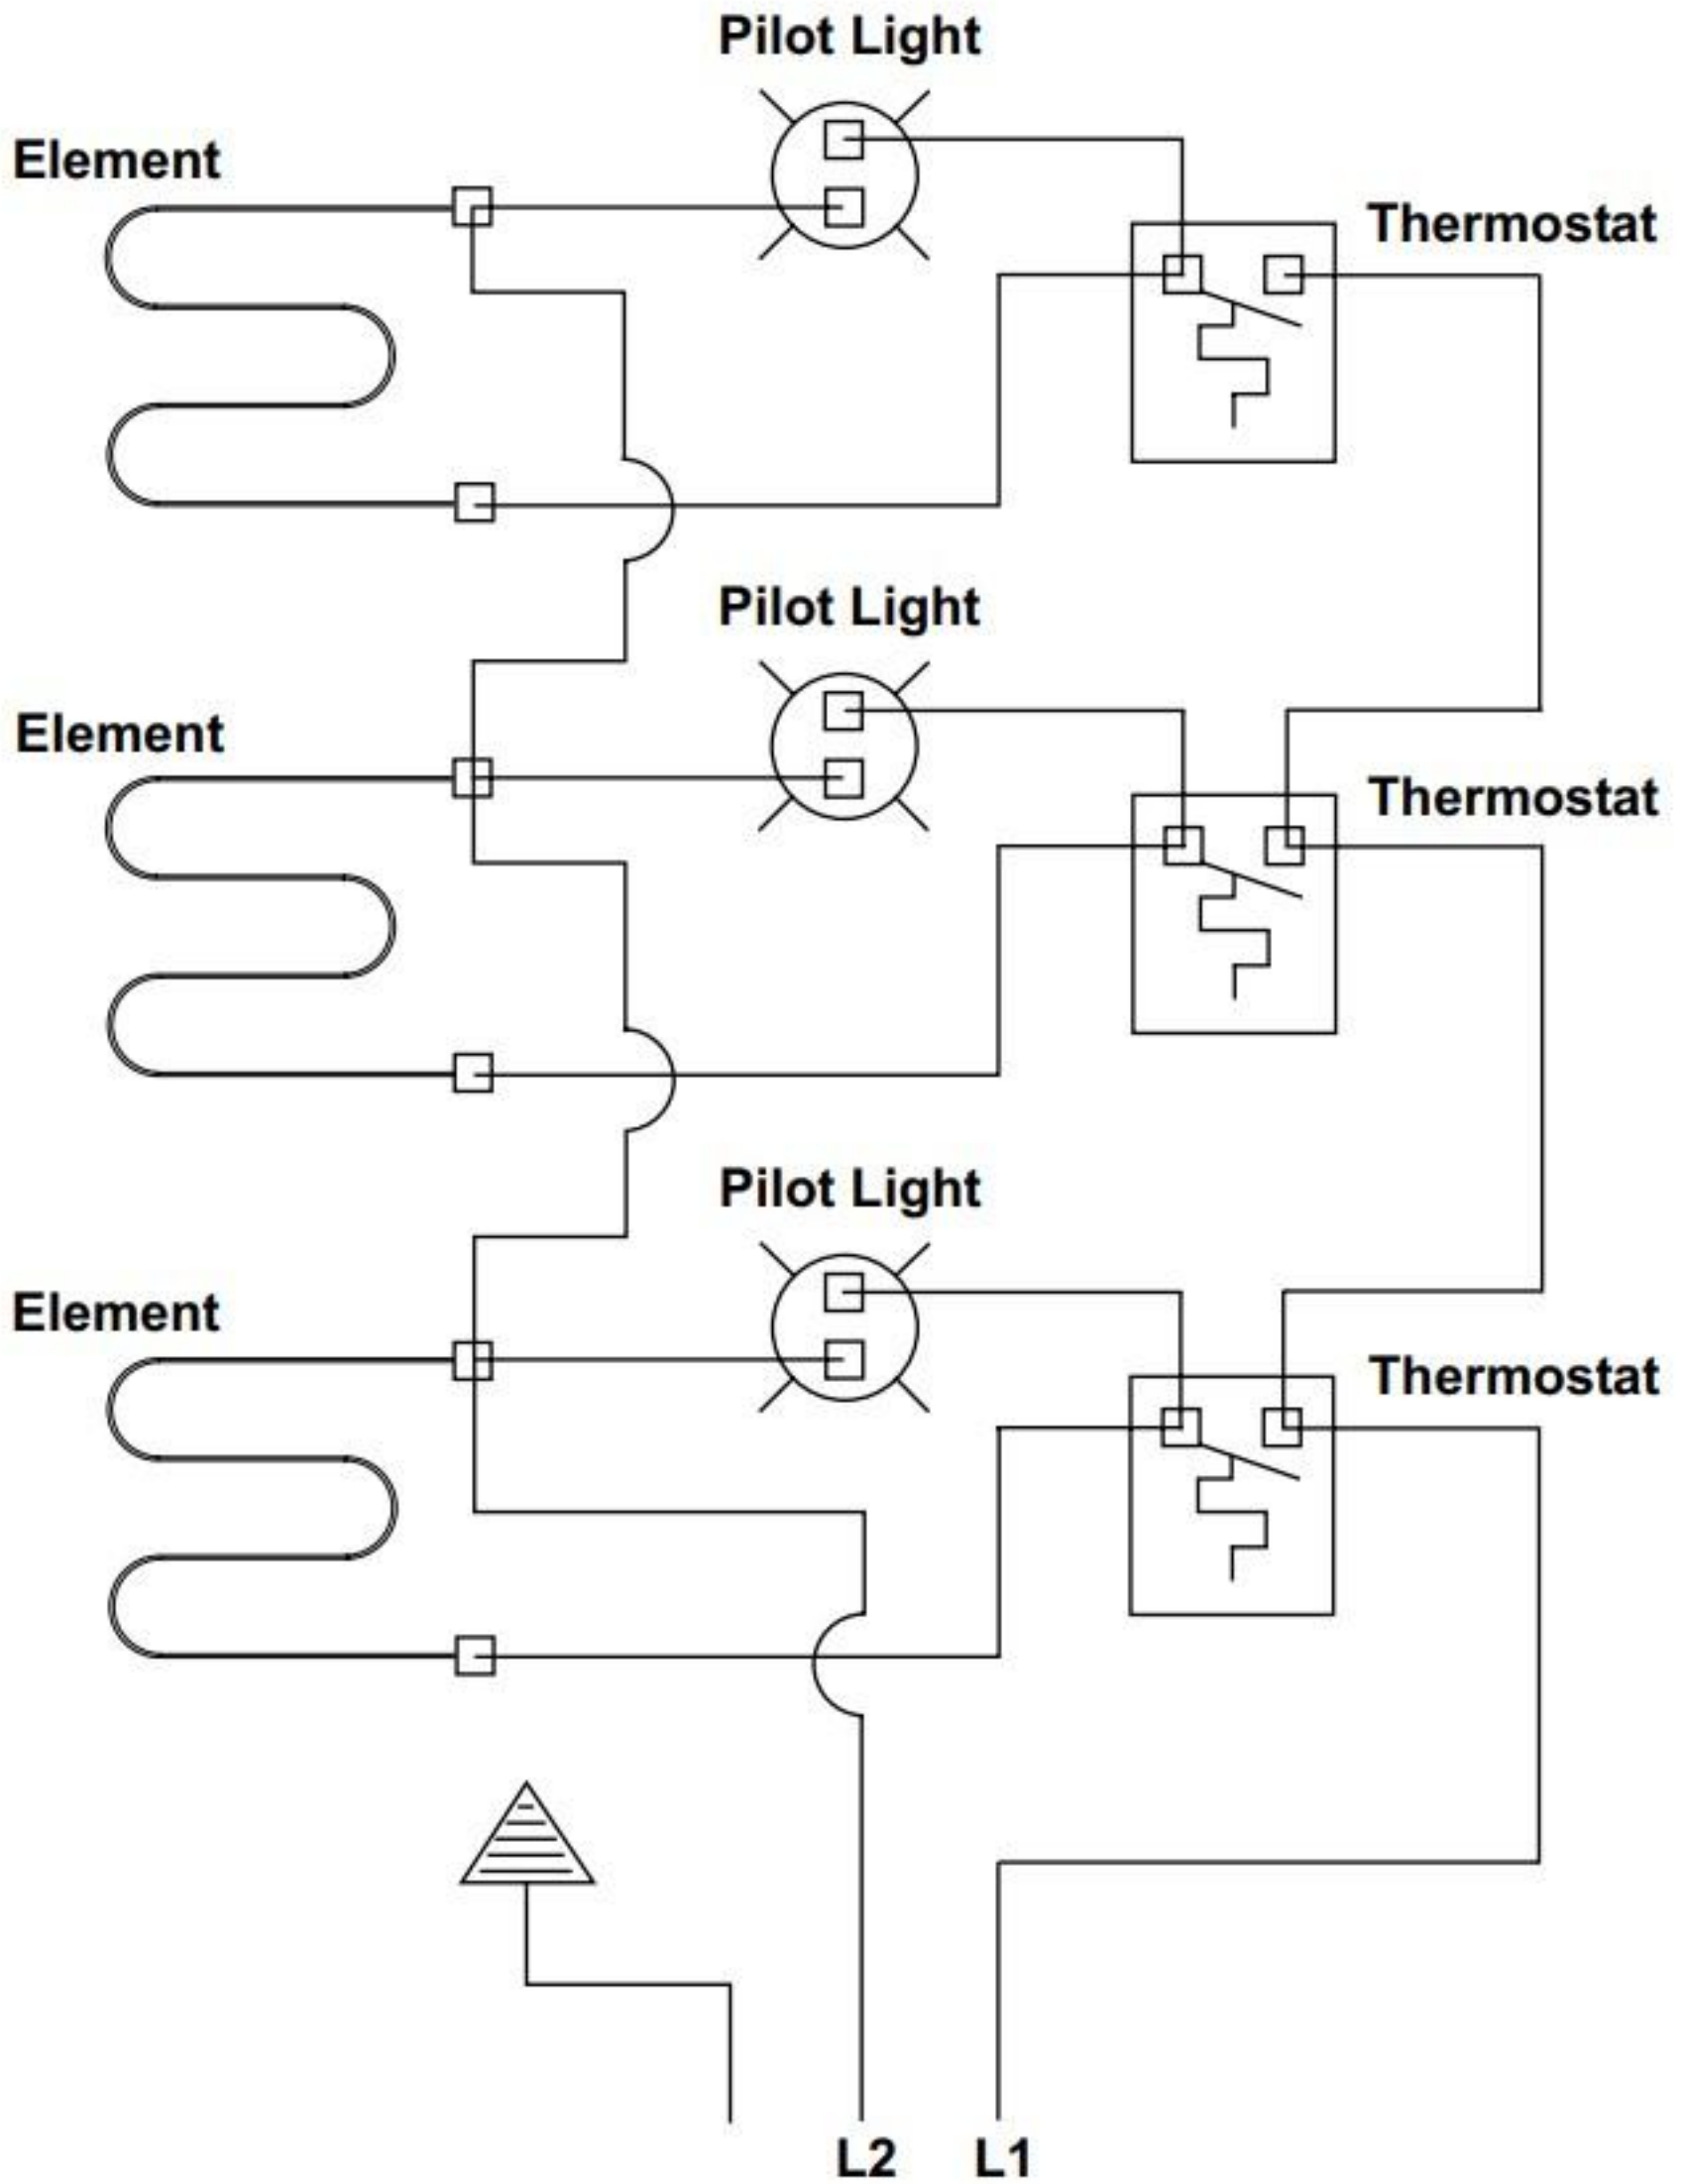 Pilot Light
Element
Thermostat
Pilot Light
Element
Thermostat
Pilot Light
Element
Thermostat
L2 L1